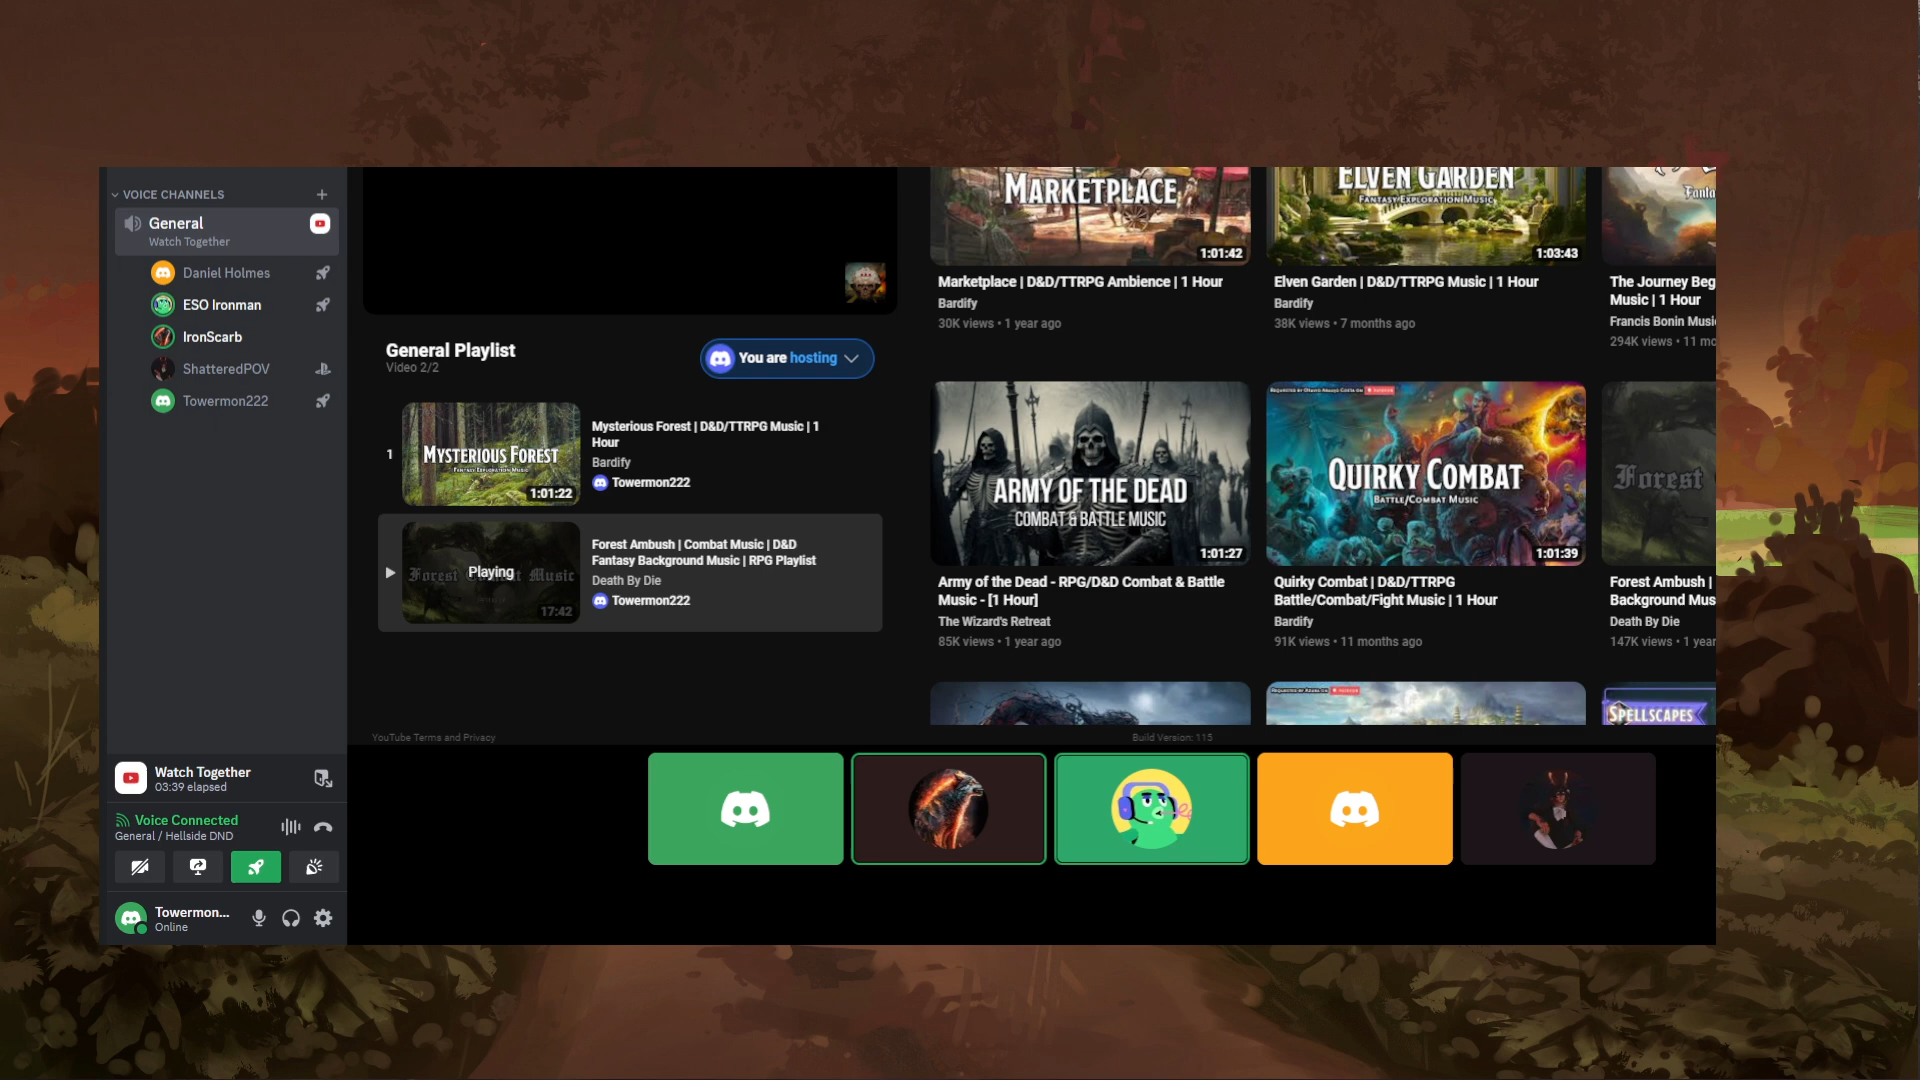 VOICE CHANNELS
General
Watch Together
Daniel Holmes
ESO Ironman
IronScarb
ShatteredPOV
Towermon222
Watch Together
03:39 elapsed
Voice Connected
General / Hellside DND
Towermon...
Online
General Playlist
Video 2/2
You are hosting
1
MYSTERIOUS FOREST
FANTASY EXPLORATION MUSIC
1:01:22
Mysterious Forest | D&D/TTRPG Music | 1
Hour
Bardify
Towermon222
Playing
17:42
Forest Ambush | Combat Music | D&D
Fantasy Background Music | RPG Playlist
Death By Die
Towermon222
YouTube Terms and Privacy
Build Version: 115
MARKETPLACE
1:01:42
Marketplace | D&D/TTRPG Ambience | 1 Hour
Bardify
30K views • 1 year ago
ELVEN GARDEN
FANTASY EXPLORATION MUSIC
1:03:43
Elven Garden | D&D/TTRPG Music | 1 Hour
Bardify
38K views • 7 months ago
The Journey Beg
Music | 1 Hour
Francis Bonin Music
294K views • 11 mo
ARMY OF THE DEAD
COMBAT & BATTLE MUSIC
1:01:27
Army of the Dead - RPG/D&D Combat & Battle
Music - [1 Hour]
The Wizard's Retreat
85K views • 1 year ago
QUIRKY COMBAT
BATTLE/COMBAT MUSIC
1:01:39
Quirky Combat | D&D/TTRPG
Battle/Combat/Fight Music | 1 Hour
Bardify
91K views • 11 months ago
Forest
Forest Ambush |
Background Mus
Death By Die
147K views • 1 year
SPELLSCAPES